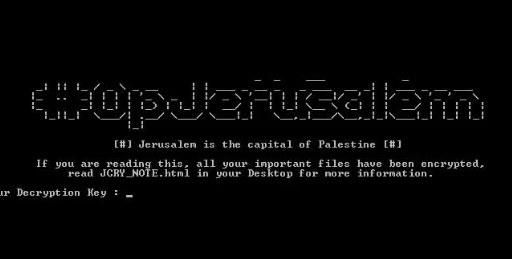 #OpJerusalem
[#] Jerusalem is the capital of Palestine [#]
If you are reading this, all your important files have been encrypted,
read JCRY_NOTE.html in your Desktop for more information.
ur Decryption Key : _